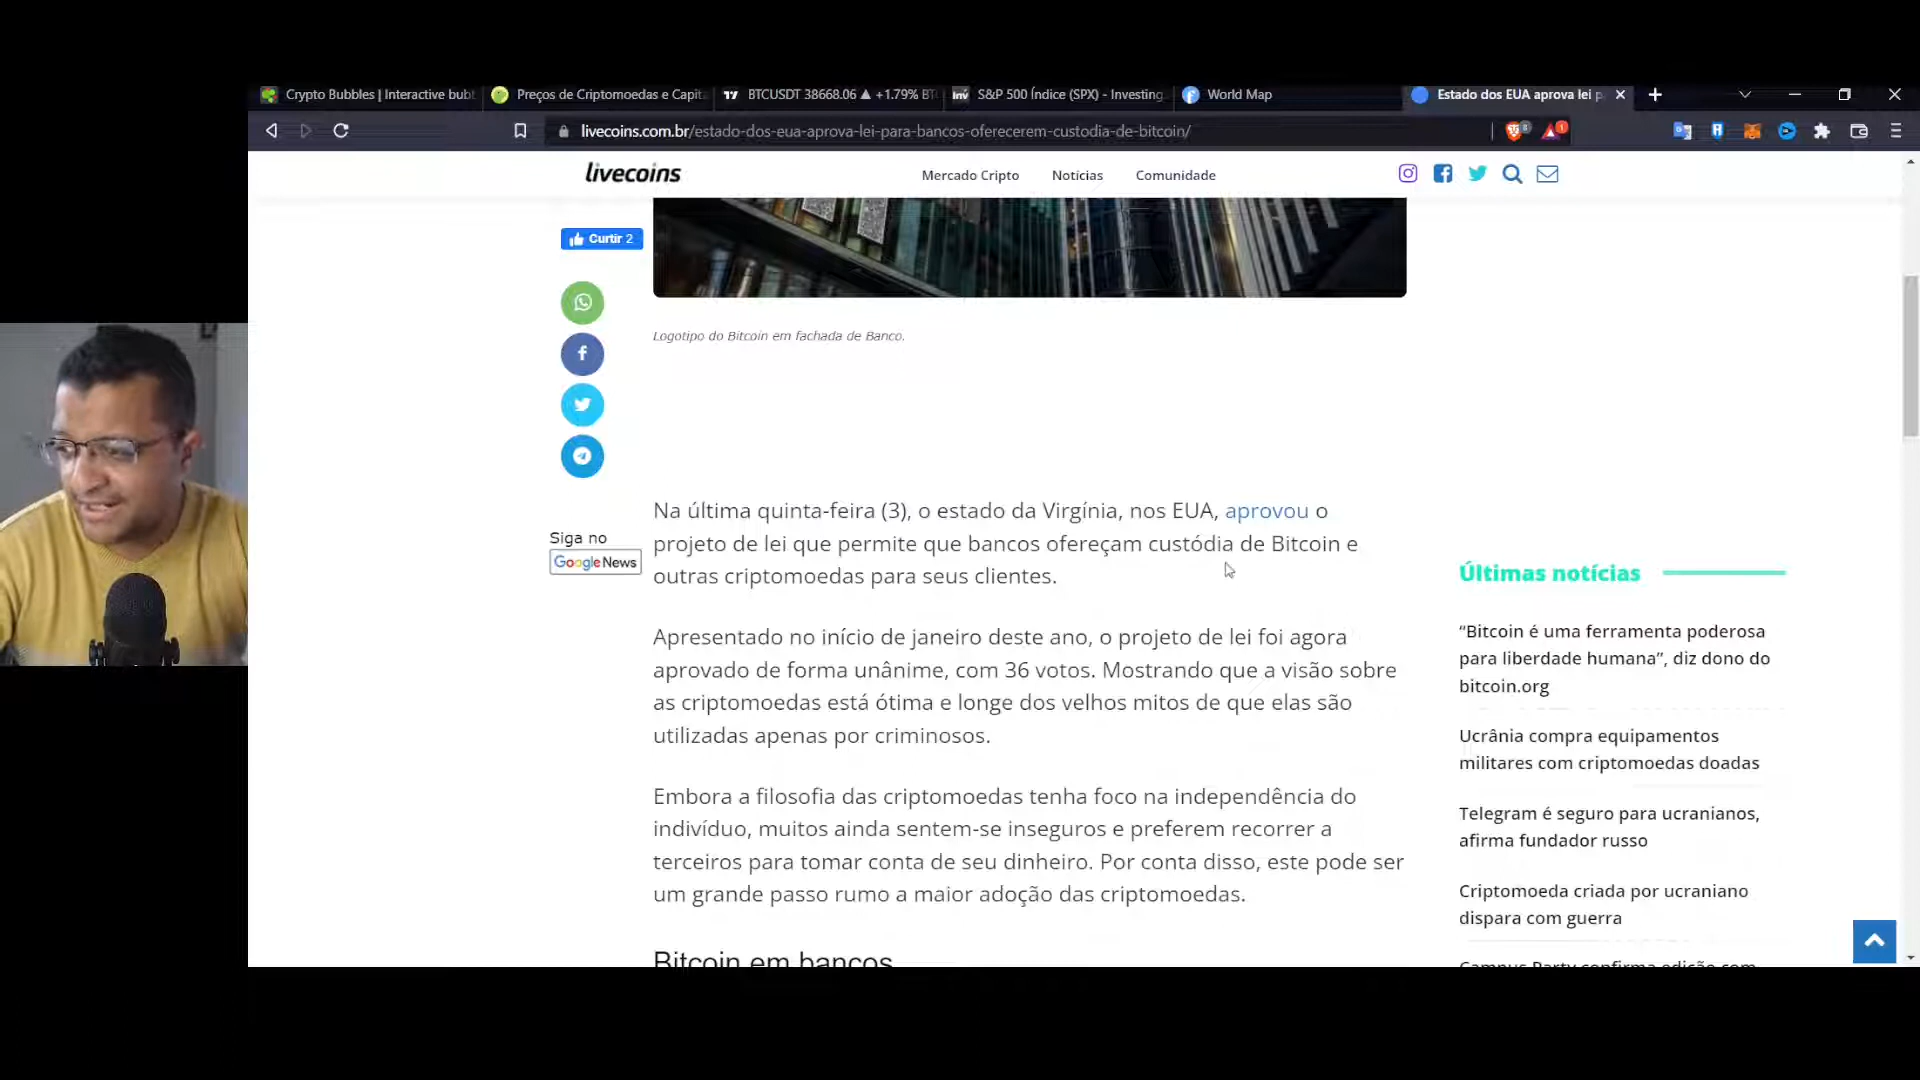 Crypto Bubbles | Interactive bubl
Preços de Criptomoedas e Capita
BTCUSDT 38668.06 ▲ +1.79% BT
S&P 500 Índice (SPX) - Investing
World Map
Estado dos EUA aprova lei p
livecoins.com.br/estado-dos-eua-aprova-lei-para-bancos-oferecerem-custodia-de-bitcoin/
livecoins
Mercado Cripto
Notícias
Comunidade
Curtir 2
Logotipo do Bitcoin em fachada de Banco.
Siga no
Google News
Na última quinta-feira (3), o estado da Virgínia, nos EUA, aprovou o
projeto de lei que permite que bancos ofereçam custódia de Bitcoin e
outras criptomoedas para seus clientes.
Apresentado no início de janeiro deste ano, o projeto de lei foi agora
aprovado de forma unânime, com 36 votos. Mostrando que a visão sobre
as criptomoedas está ótima e longe dos velhos mitos de que elas são
utilizadas apenas por criminosos.
Embora a filosofia das criptomoedas tenha foco na independência do
indivíduo, muitos ainda sentem-se inseguros e preferem recorrer a
terceiros para tomar conta de seu dinheiro. Por conta disso, este pode ser
um grande passo rumo a maior adoção das criptomoedas.
Bitcoin em bancos
Últimas notícias
“Bitcoin é uma ferramenta poderosa
para liberdade humana”, diz dono do
bitcoin.org
Ucrânia compra equipamentos
militares com criptomoedas doadas
Telegram é seguro para ucranianos,
afirma fundador russo
Criptomoeda criada por ucraniano
dispara com guerra
Campus Party confirma edição com